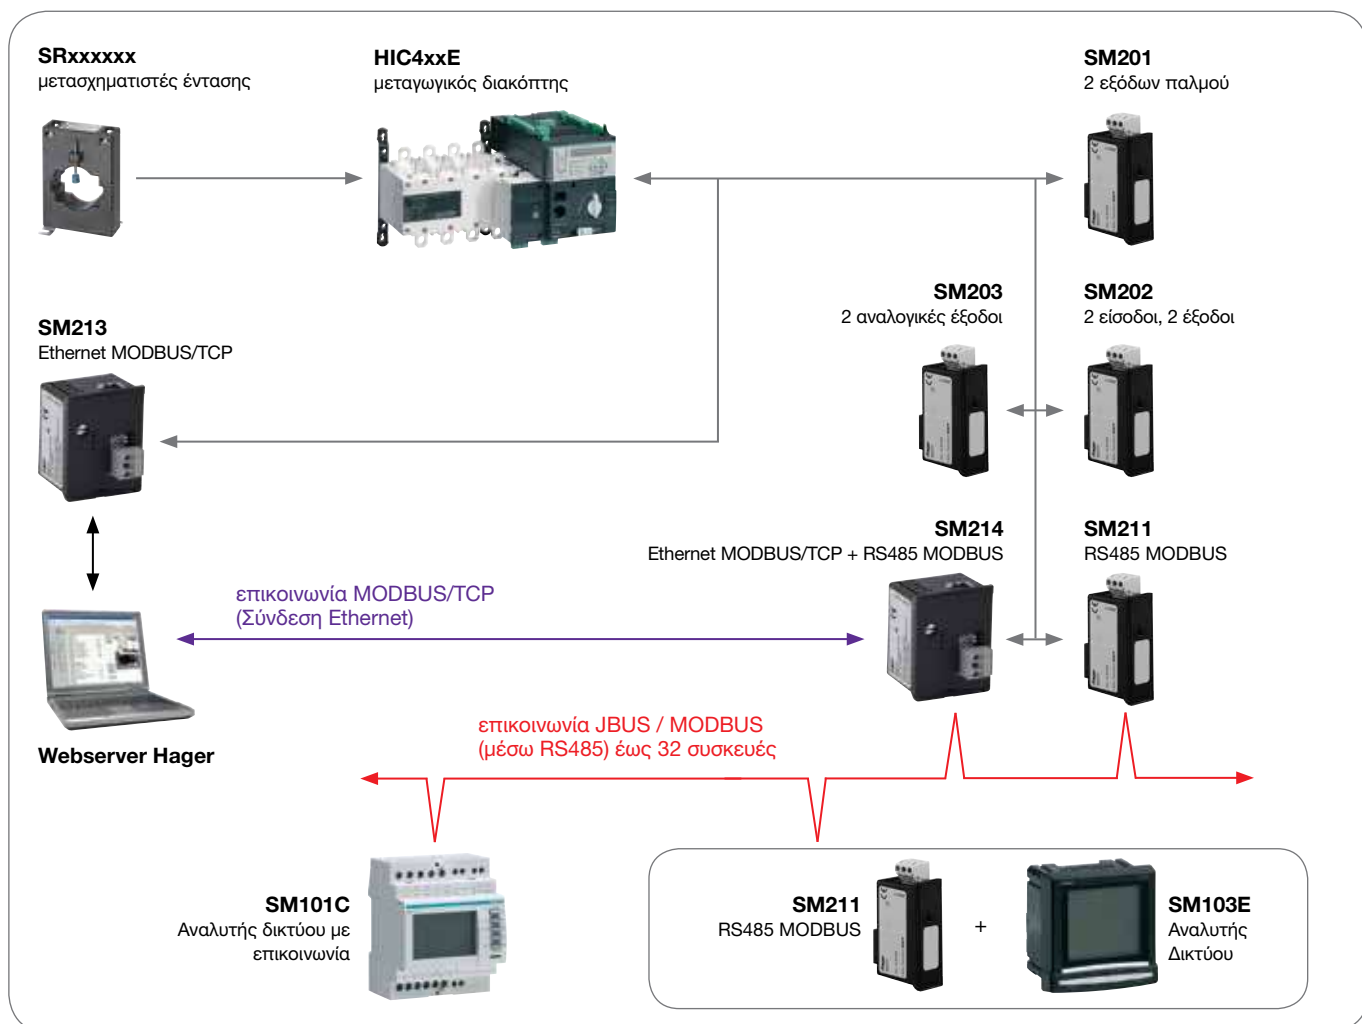 SRxxxxxx
μετασχηματιστές έντασης
HIC4xxE
μεταγωγικός διακόπτης
SM201
2 εξόδων παλμού
SM203
2 αναλογικές έξοδοι
SM202
2 είσοδοι, 2 έξοδοι
SM213
Ethernet MODBUS/TCP
SM214
Ethernet MODBUS/TCP + RS485 MODBUS
SM211
RS485 MODBUS
επικοινωνία MODBUS/TCP
(Σύνδεση Ethernet)
Webserver Hager
επικοινωνία JBUS / MODBUS
(μέσω RS485) έως 32 συσκευές
SM101C
Αναλυτής δικτύου με
επικοινωνία
SM211
RS485 MODBUS
+
SM103E
Αναλυτής
Δικτύου